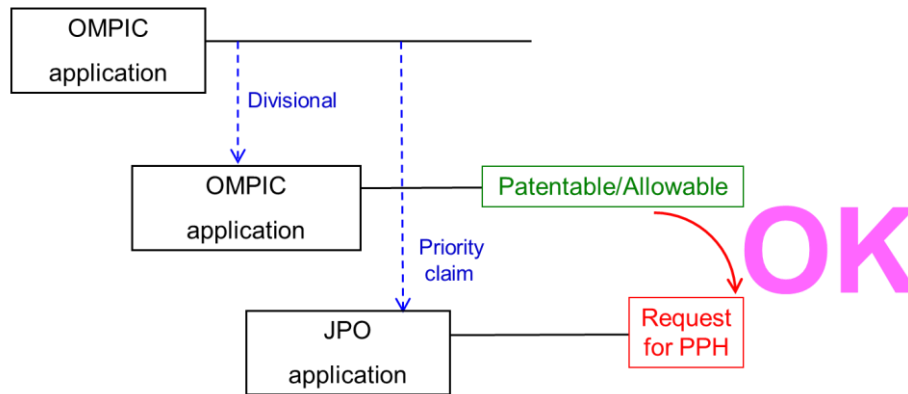 OMPIC
application
Divisional
OMPIC
application
Patentable/Allowable
OK
Priority
claim
JPO
application
Request
for PPH